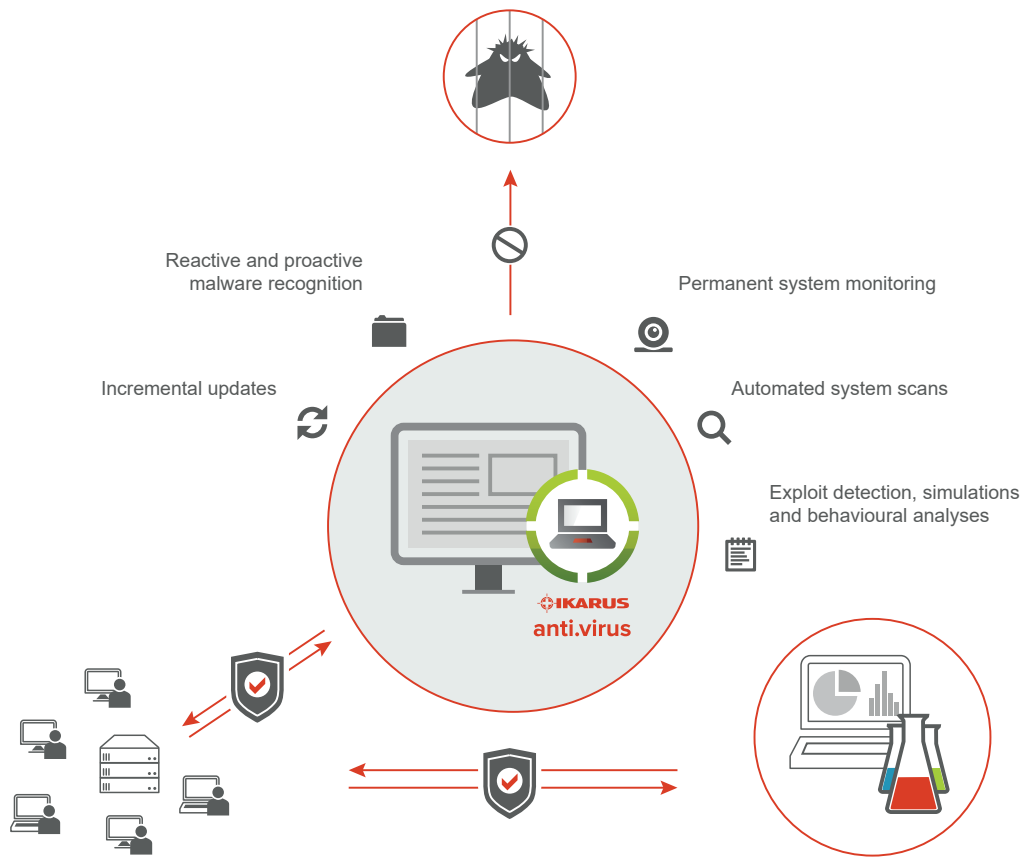 Reactive and proactive
malware recognition
Permanent system monitoring
Incremental updates
Automated system scans
Exploit detection, simulations
and behavioural analyses
IKARUS
anti.virus